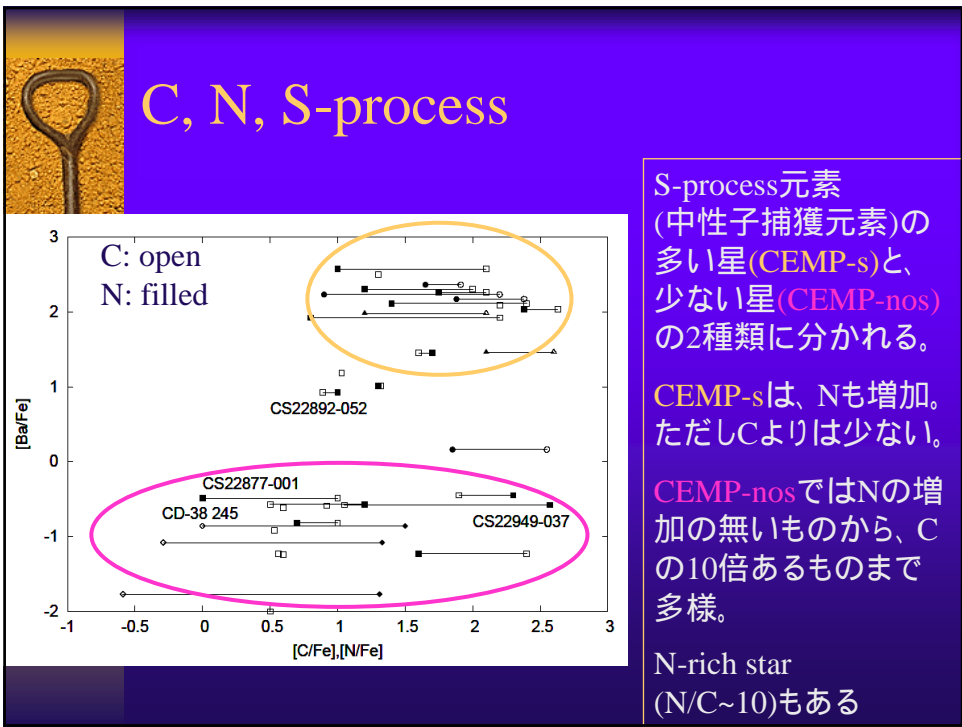 C, N, S-process
C: open
N: filled
3
2
1
0
-1
-2
[Ba/Fe]
CS22892-052
CS22877-001
CD-38 245
CS22949-037
-1 -0.5 0 0.5 1 1.5 2 2.5 3
[C/Fe],[N/Fe]
S-process元素
(中性子捕獲元素)の
多い星(CEMP-s)と、
少ない星(CEMP-nos)
の2種類に分かれる。
CEMP-sは、Nも増加。
ただしCよりは少ない。
CEMP-nosではNの増
加の無いものから、C
の10倍あるものまで
多様。
N-rich star
(N/C~10)もある